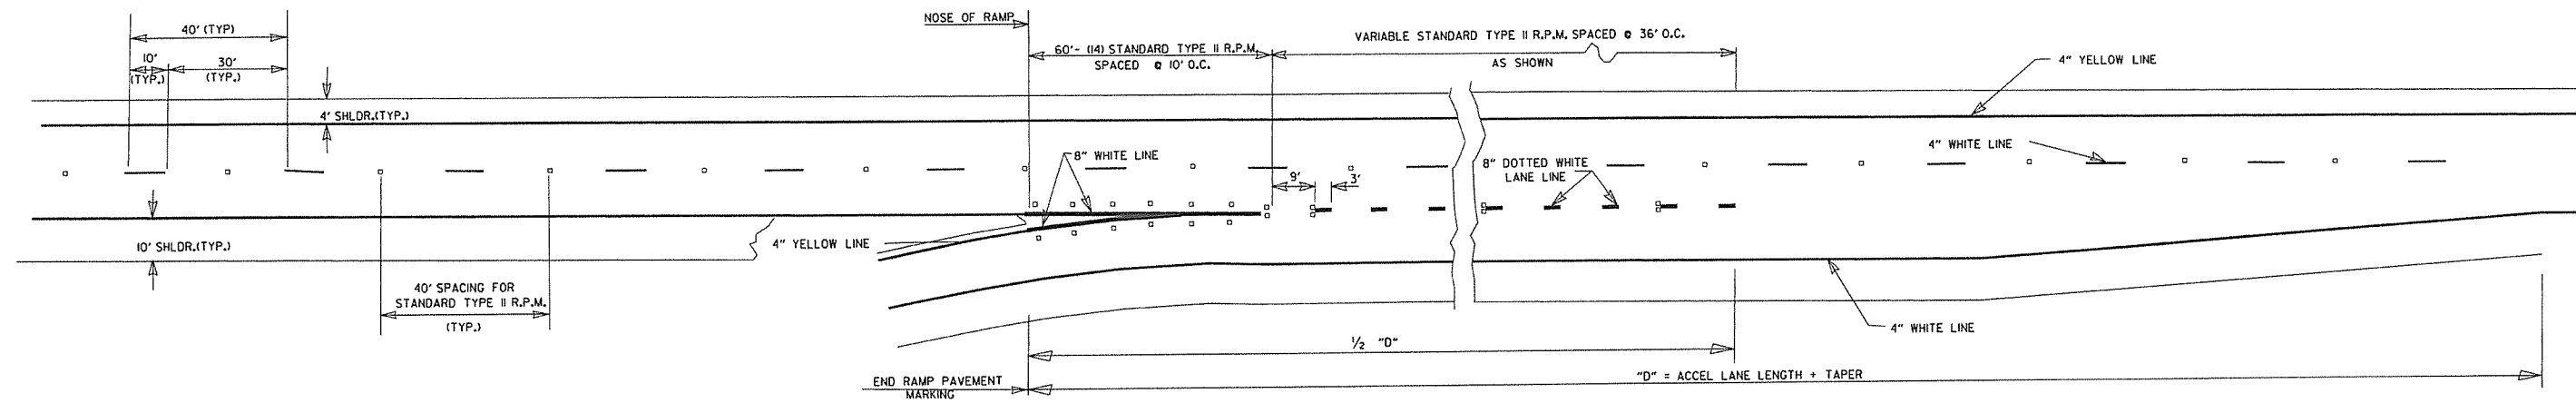 40' (TYP)
10'
(TYP.)
30'
(TYP.)
4' SHLDR.(TYP.)
10' SHLDR.(TYP.)
40' SPACING FOR
STANDARD TYPE II R.P.M.
(TYP.)
NOSE OF RAMP
60'- (14) STANDARD TYPE II R.P.M.
SPACED @ 10' O.C.
VARIABLE STANDARD TYPE II R.P.M. SPACED @ 36' O.C.
AS SHOWN
4" YELLOW LINE
8" WHITE LINE
9'
3'
8" DOTTED WHITE
LANE LINE
4" WHITE LINE
4" YELLOW LINE
4" WHITE LINE
½ "D"
END RAMP PAVEMENT
MARKING
"D" = ACCEL LANE LENGTH + TAPER